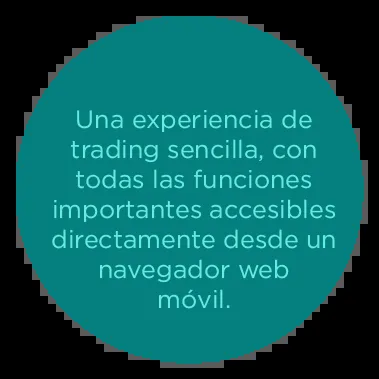 Una experiencia de
trading sencilla, con
todas las funciones
importantes accesibles
directamente desde un
navegador web
móvil.